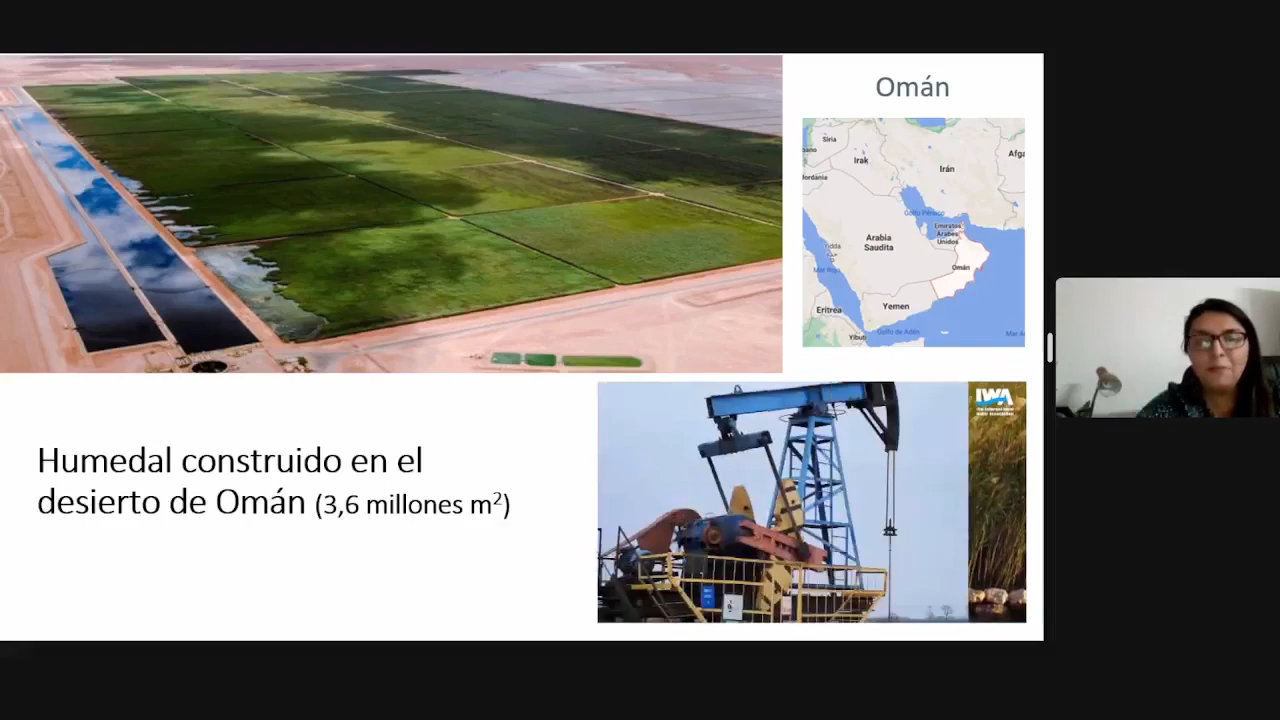 Omán
Siria
Irak
Irán
Afga
Jordania
Golfo Pérsico
Emiratos
Árabes
Unidos
Arabia
Saudita
Omán
Mar Rojo
Eritrea
Yemen
Golfo de Adén
Yibuti
Mar A
IWA
the international
water association
Humedal construido en el
desierto de Omán (3,6 millones m²)